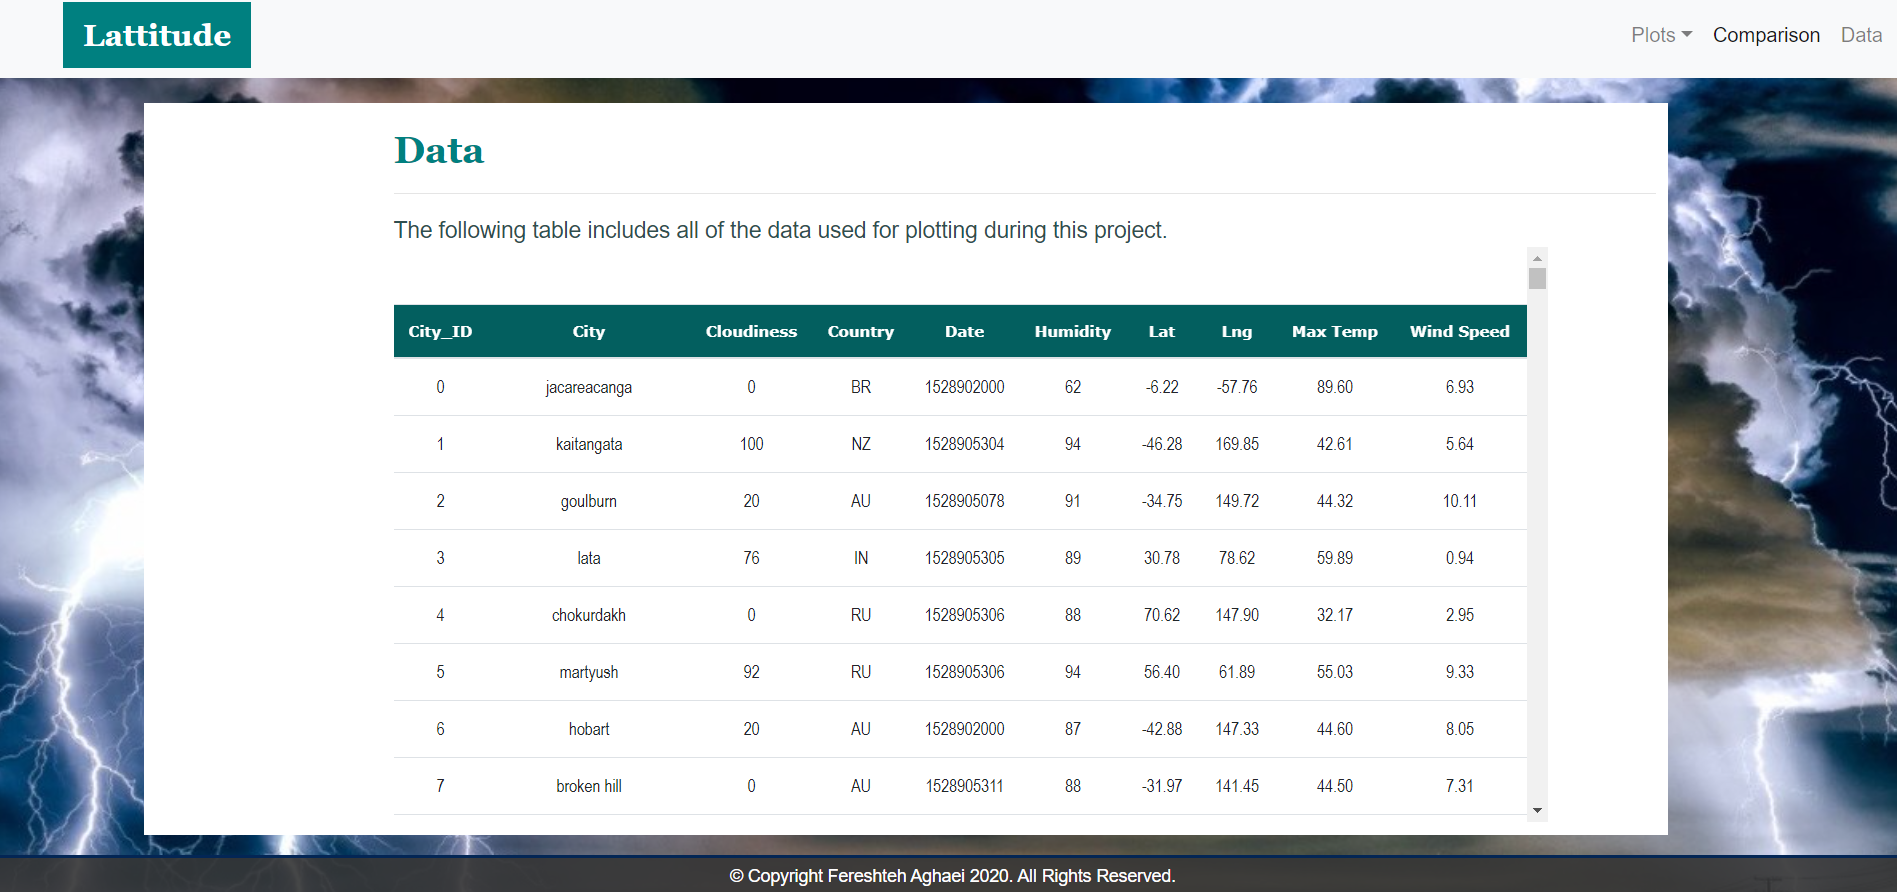 Lattitude
Plots Comparison Data
Data
The following table includes all of the data used for plotting during this project.
City_ID City Cloudiness Country Date Humidity Lat Lng Max Temp Wind Speed
0 jacareacanga 0 BR 1528902000 62 -6.22 -57.76 89.60 6.93
1 kaitangata 100 NZ 1528905304 94 -46.28 169.85 42.61 5.64
2 goulburn 20 AU 1528905078 91 -34.75 149.72 44.32 10.11
3 lata 76 IN 1528905305 89 30.78 78.62 59.89 0.94
4 chokurdakh 0 RU 1528905306 88 70.62 147.90 32.17 2.95
5 martyush 92 RU 1528905306 94 56.40 61.89 55.03 9.33
6 hobart 20 AU 1528902000 87 -42.88 147.33 44.60 8.05
7 broken hill 0 AU 1528905311 88 -31.97 141.45 44.50 7.31
© Copyright Fereshteh Aghaei 2020. All Rights Reserved.